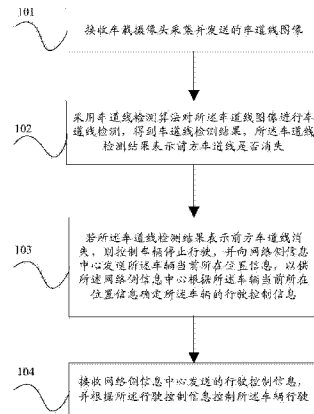 101
接收车载摄像头采集并发送的车道线图像
102
采用车道线检测算法对所述车道线图像进行车
道线检测，得到车道线检测结果，所述车道线
检测结果表示前方车道线是否消失
103
若所述车道线检测结果表示前方车道线消
失，则控制车辆停止行驶，并向网络侧信息
中心发送所述车辆当前所在位置信息，以供
所述网络侧信息中心根据所述车辆当前所在
位置信息确定所述车辆的行驶控制信息
104
接收网络侧信息中心发送的行驶控制信息，
并根据所述行驶控制信息控制所述车辆行驶